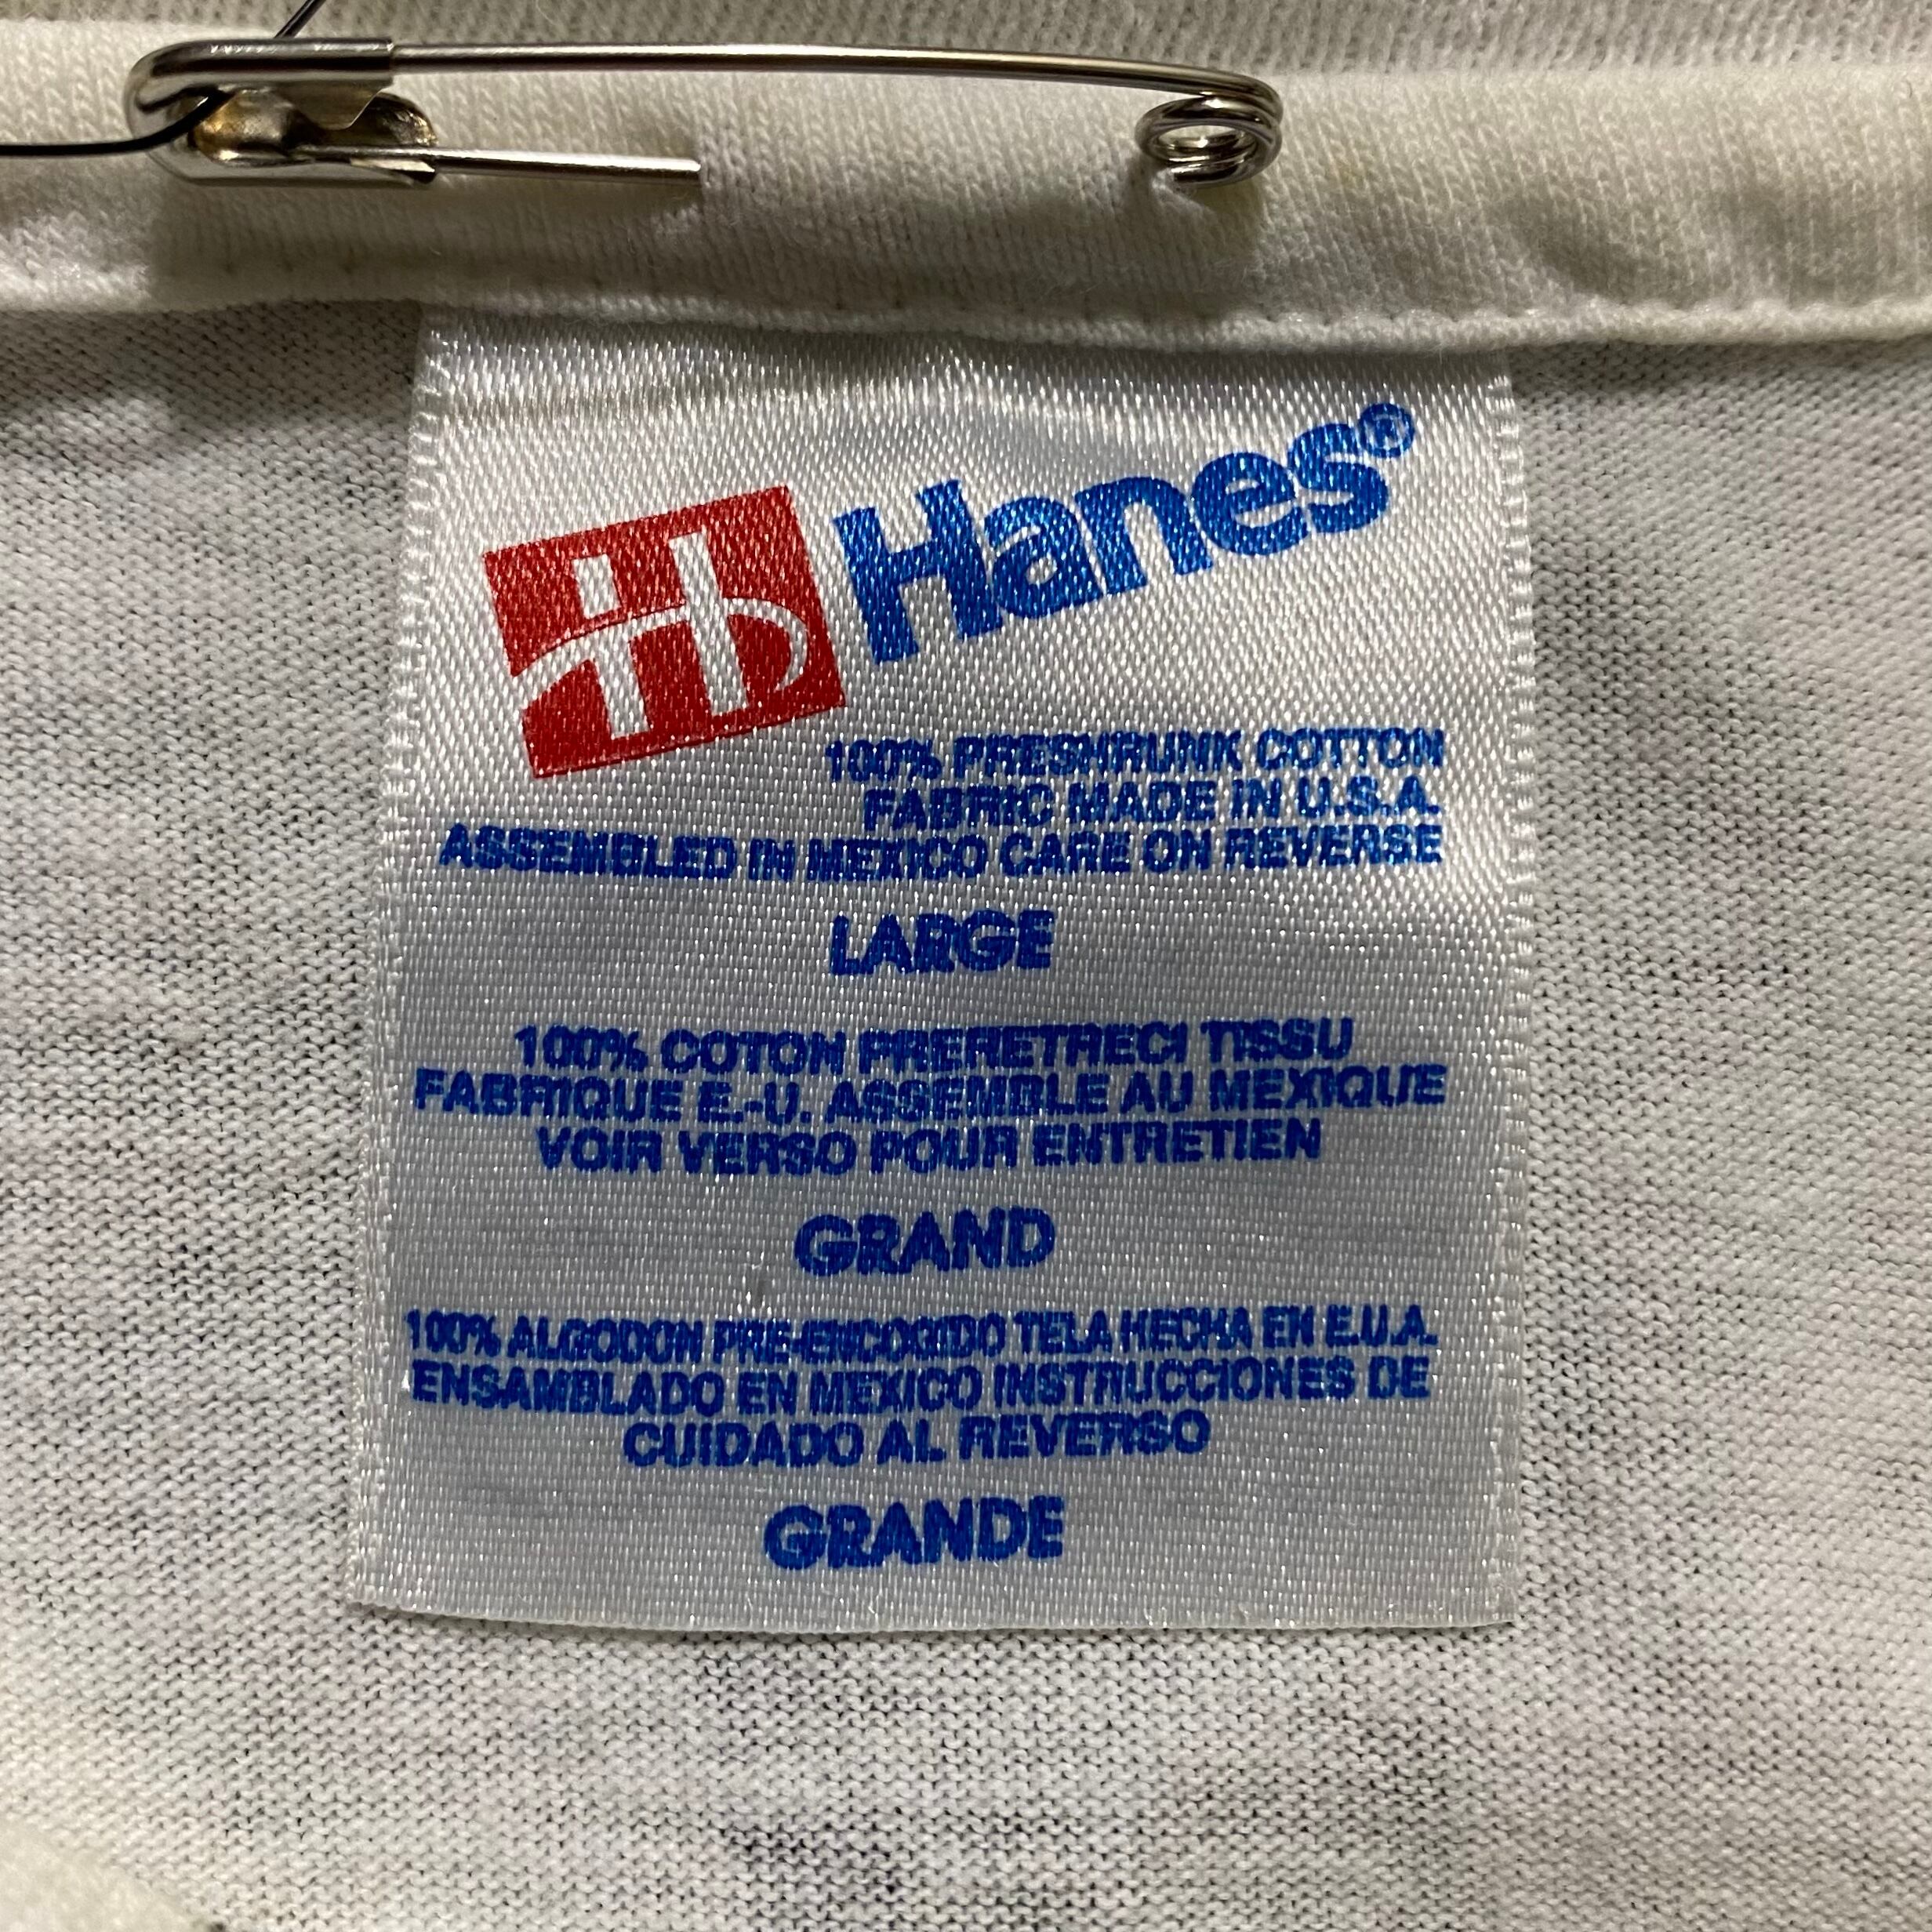 Hanes®
100% PRESHRUNK COTTON
FABRIC MADE IN U.S.A.
ASSEMBLED IN MEXICO CARE ON REVERSE
LARGE
100% COTON PRERETRECI TISSU
FABRIQUE E.-U. ASSEMBLE AU MEXIQUE
VOIR VERSO POUR ENTRETIEN
GRAND
100% ALGODON PRE-ENCOGIDO TELA HECHA EN E.U.A.
ENSAMBLADO EN MEXICO INSTRUCCIONES DE
CUIDADO AL REVERSO
GRANDE